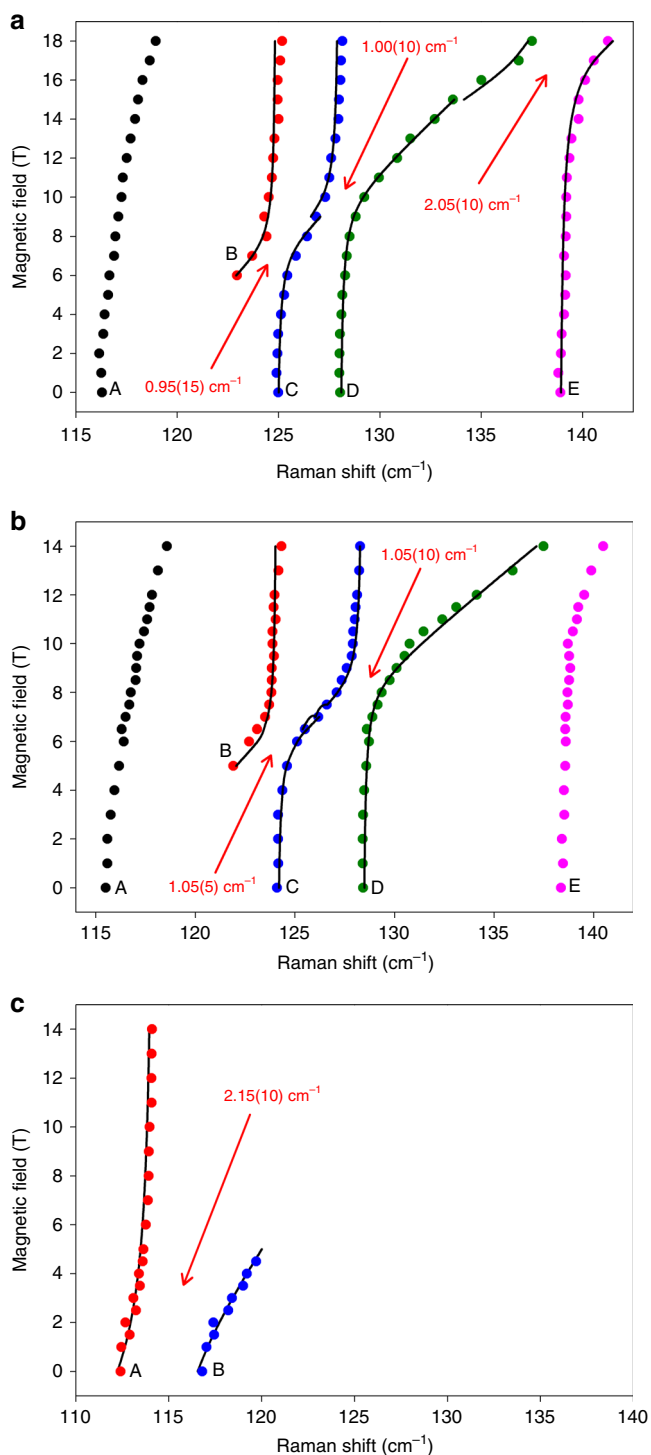 a
18
16
14
12
10
8
6
4
2
0
Magnetic field (T)
1.00(10) cm⁻¹
2.05(10) cm⁻¹
0.95(15) cm⁻¹
A
B
C
D
E
115 120 125 130 135 140
Raman shift (cm⁻¹)
b
14
12
10
8
6
4
2
0
Magnetic field (T)
1.05(10) cm⁻¹
1.05(5) cm⁻¹
A
B
C
D
E
115 120 125 130 135 140
Raman shift (cm⁻¹)
c
14
12
10
8
6
4
2
0
Magnetic field (T)
2.15(10) cm⁻¹
A
B
110 115 120 125 130 135 140
Raman shift (cm⁻¹)